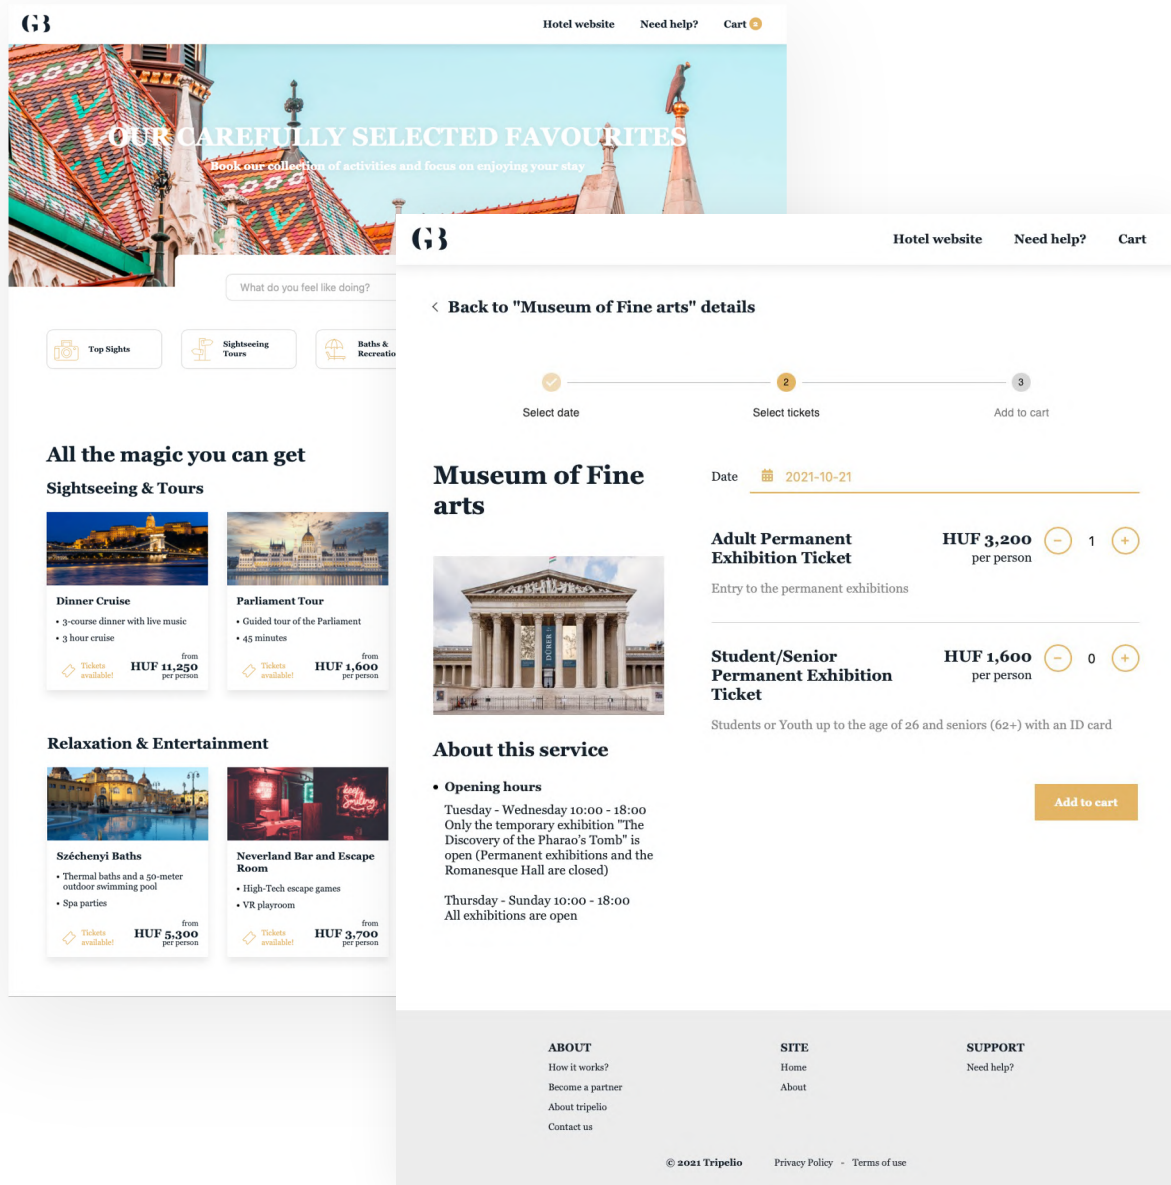 GB
Hotel website
Need help?
Cart
OUR CAREFULLY SELECTED FAVOURITES
Book our collection of activities and focus on enjoying your stay
What do you feel like doing?
Top Sights
Sightseeing
Tours
Baths &
Recreatio
All the magic you can get
Sightseeing & Tours
Dinner Cruise
• 3-course dinner with live music
• 3 hour cruise
Tickets
available!
from
HUF 11,250
per person
Parliament Tour
• Guided tour of the Parliament
• 45 minutes
Tickets
available!
from
HUF 1,600
per person
Relaxation & Entertainment
Széchenyi Baths
• Thermal baths and a 50-meter
outdoor swimming pool
• Spa parties
Tickets
available!
from
HUF 5,300
per person
keep
Smiling
Neverland Bar and Escape
Room
• High-Tech escape games
• VR playroom
Tickets
available!
from
HUF 3,700
per person
GB
Hotel website
Need help?
Cart
< Back to "Museum of Fine arts" details
2
3
Select date
Select tickets
Add to cart
Museum of Fine
arts
DÜRER
About this service
• Opening hours
Tuesday - Wednesday 10:00 - 18:00
Only the temporary exhibition "The
Discovery of the Pharao's Tomb" is
open (Permanent exhibitions and the
Romanesque Hall are closed)
Thursday - Sunday 10:00 - 18:00
All exhibitions are open
Date 2021-10-21
Adult Permanent
Exhibition Ticket
HUF 3,200
per person
- 1 +
Entry to the permanent exhibitions
Student/Senior
Permanent Exhibition
Ticket
HUF 1,600
per person
- 0 +
Students or Youth up to the age of 26 and seniors (62+) with an ID card
Add to cart
ABOUT
How it works?
Become a partner
About tripelio
Contact us
SITE
Home
About
SUPPORT
Need help?
© 2021 Tripelio
Privacy Policy - Terms of use